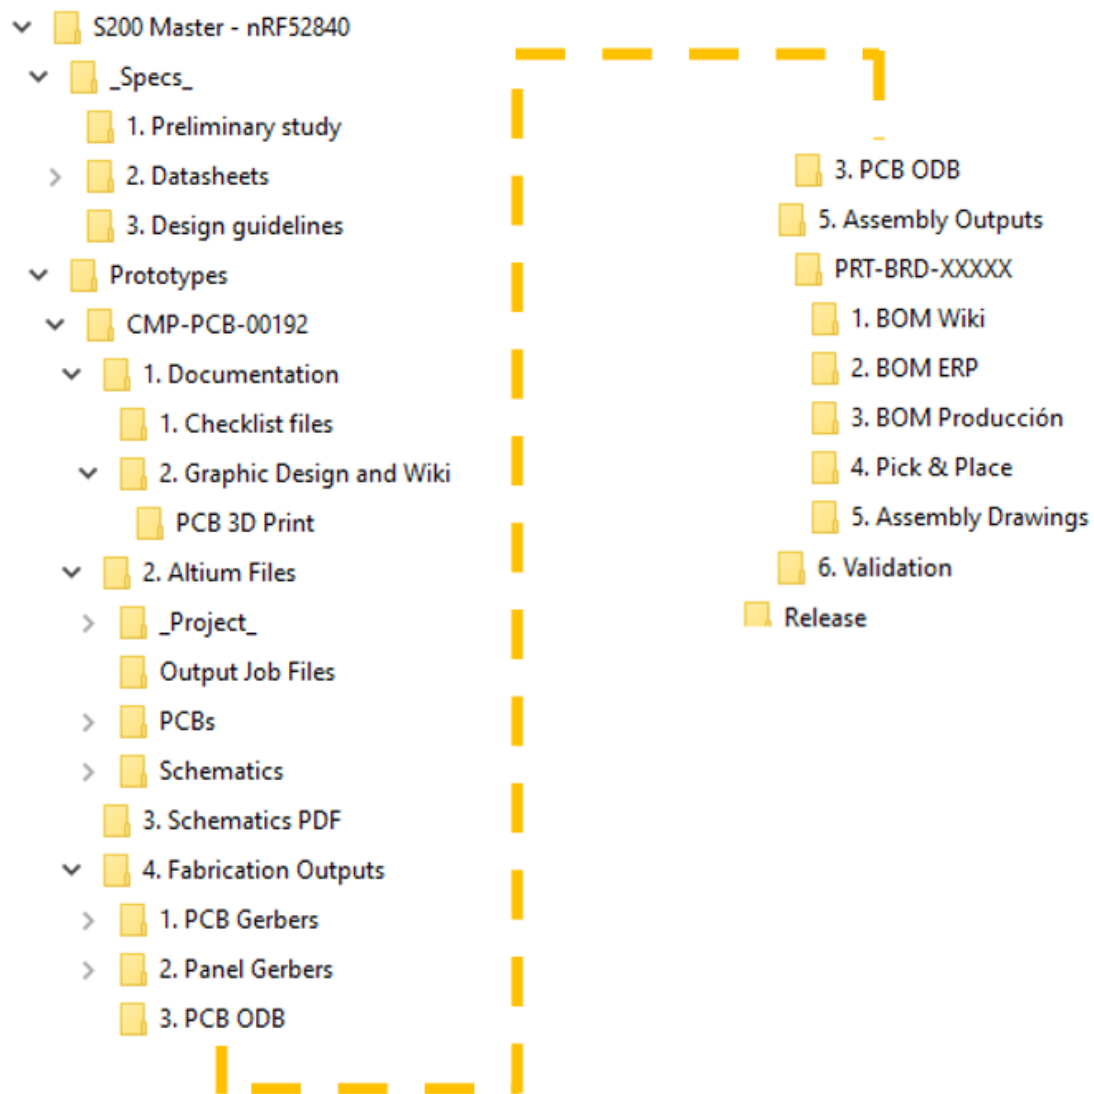 S200 Master - nRF52840
_Specs_
1. Preliminary study
2. Datasheets
3. Design guidelines
Prototypes
CMP-PCB-00192
1. Documentation
1. Checklist files
2. Graphic Design and Wiki
PCB 3D Print
2. Altium Files
_Project_
Output Job Files
PCBs
Schematics
3. Schematics PDF
4. Fabrication Outputs
1. PCB Gerbers
2. Panel Gerbers
3. PCB ODB
3. PCB ODB
5. Assembly Outputs
PRT-BRD-XXXXX
1. BOM Wiki
2. BOM ERP
3. BOM Producción
4. Pick & Place
5. Assembly Drawings
6. Validation
Release